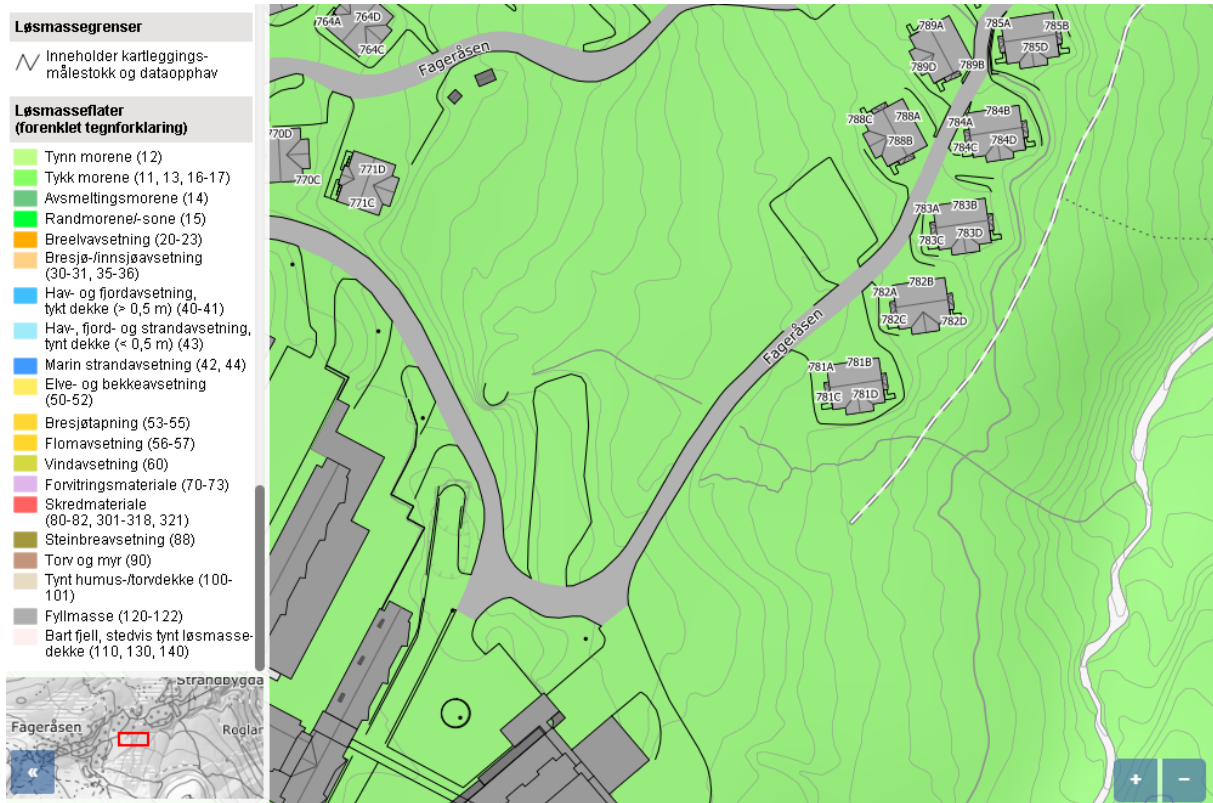 Løsmassegrenser
Inneholder kartleggings-
målestokk og dataopphav
Løsmasseflater
(forenklet tegnforklaring)
Tynn morene (12)
Tykk morene (11, 13, 16-17)
Avsmeltingsmorene (14)
Randmorene/-sone (15)
Breelvavsetning (20-23)
Bresjø-/innsjøavsetning
(30-31, 35-36)
Hav- og fjordavsetning,
tykt dekke (> 0,5 m) (40-41)
Hav-, fjord- og strandavsetning,
tynt dekke (< 0,5 m) (43)
Marin strandavsetning (42, 44)
Elve- og bekkeavsetning
(50-52)
Bresjøtapning (53-55)
Flomavsetning (56-57)
Vindavsetning (60)
Forvitringsmateriale (70-73)
Skredmateriale
(80-82, 301-318, 321)
Steinbreavsetning (88)
Torv og myr (90)
Tynt humus-/torvdekke (100-
101)
Fyllmasse (120-122)
Bart fjell, stedvis tynt løsmasse-
dekke (110, 130, 140)
Strandbygda
Fageråsen
Roglan
«
764A
764D
764C
Fageråsen
770D
770C
771D
771C
789A
789D
789B
785A
785B
785D
788C
788A
788B
784B
784A
784C
784D
783A
783B
783C
783D
782B
782A
782C
782D
Fageråsen
781A
781B
781C
781D
+
−